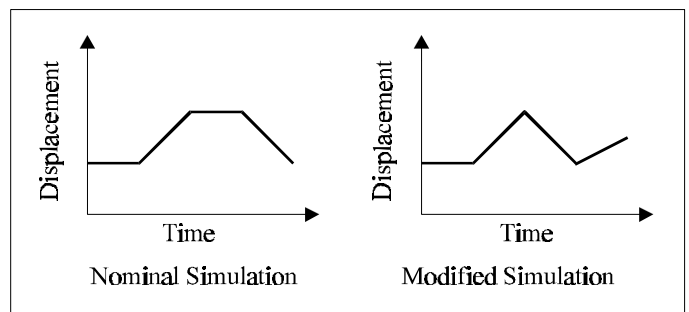 Displacement
Time
Nominal Simulation
Displacement
Time
Modified Simulation